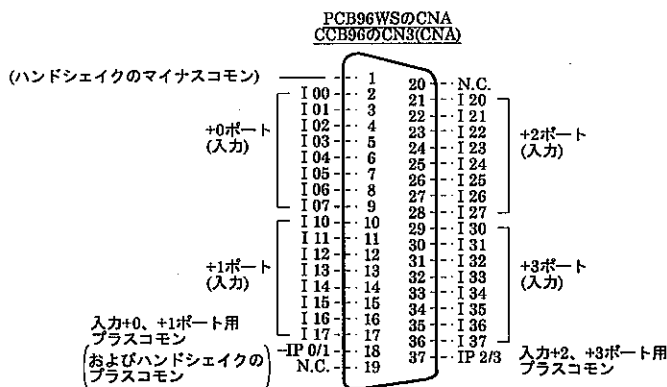 PCB96WSのCNA
CCB96のCN3(CNA)
(ハンドシェイクのマイナスコモン)
1
I 00 2
I 01 3
I 02 4
I 03 5
I 04 6
I 05 7
I 06 8
I 07 9
+0ポート
(入力)
I 10 10
I 11 11
I 12 12
I 13 13
I 14 14
I 15 15
I 16 16
I 17 17
+1ポート
(入力)
IP 0/1 18
N.C. 19
入力+0、+1ポート用
プラスコモン
(およびハンドシェイクの
プラスコモン)
20 N.C.
21 I 20
22 I 21
23 I 22
24 I 23
25 I 24
26 I 25
27 I 26
28 I 27
+2ポート
(入力)
29 I 30
30 I 31
31 I 32
32 I 33
33 I 34
34 I 35
35 I 36
36 I 37
+3ポート
(入力)
37 IP 2/3
入力+2、+3ポート用
プラスコモン